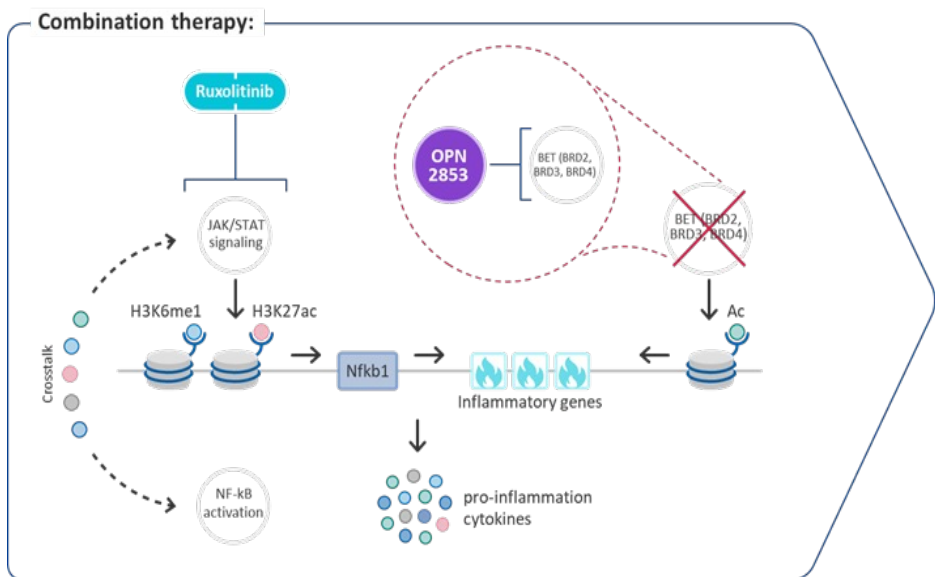 Combination therapy:
Ruxolitinib
OPN
2853
BET (BRD2,
BRD3, BRD4)
JAK/STAT
signaling
BET (BRD2,
BRD3, BRD4)
H3K6me1
H3K27ac
Ac
Crosstalk
Nfkb1
Inflammatory genes
NF-kB
activation
pro-inflammation
cytokines